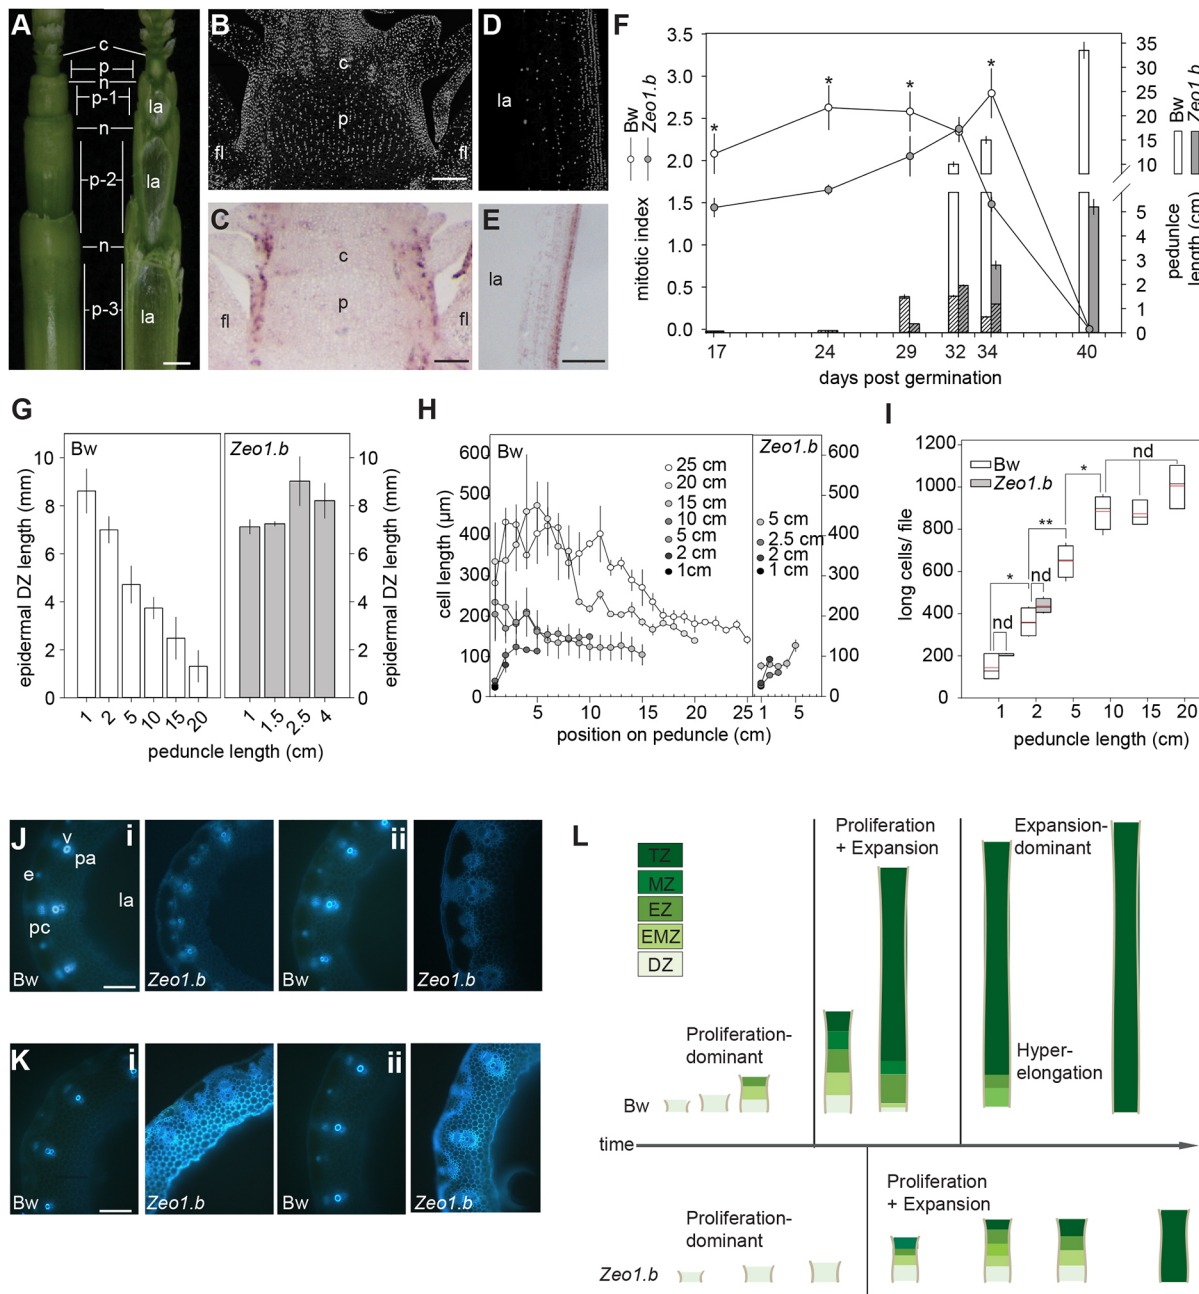 A
c
p
n
p-1
la
n
p-2
la
n
p-3
la
B
c
p
fl
fl
C
c
p
fl
fl
D
la
E
la
F
Bw
Zeo1.b
mitotic index
3.5
3.0
2.5
2.0
1.5
1.0
0.5
0.0
*
*
*
*
17
24
29
32
34
40
days post germination
35
30
25
20
15
10
5
3
2
1
0
Bw
Zeo1.b
pedunlce
length (cm)
G
Bw
Zeo1.b
epidermal DZ length (mm)
10
8
6
4
2
0
1
2
5
10
15
20
1
1.5
2.5
4
10
8
6
4
2
0
epidermal DZ length (mm)
peduncle length (cm)
H
Bw
Zeo1.b
cell length (µm)
600
500
400
300
200
100
0
25 cm
20 cm
15 cm
10 cm
5 cm
2 cm
1cm
5 cm
2.5 cm
2 cm
1 cm
600
500
400
300
200
100
0
5
10
15
20
25
1
5
position on peduncle (cm)
I
long cells/ file
1200
1000
800
600
400
200
0
Bw
Zeo1.b
nd
*
nd
**
*
nd
1
2
5
10
15
20
peduncle length (cm)
J
i
v
pa
e
la
pc
Bw
Zeo1.b
ii
Bw
Zeo1.b
K
i
Bw
Zeo1.b
ii
Bw
Zeo1.b
L
TZ
MZ
EZ
EMZ
DZ
Proliferation-
dominant
Proliferation
+ Expansion
Expansion-
dominant
Hyper-
elongation
Bw
time
Proliferation-
dominant
Proliferation
+ Expansion
Zeo1.b